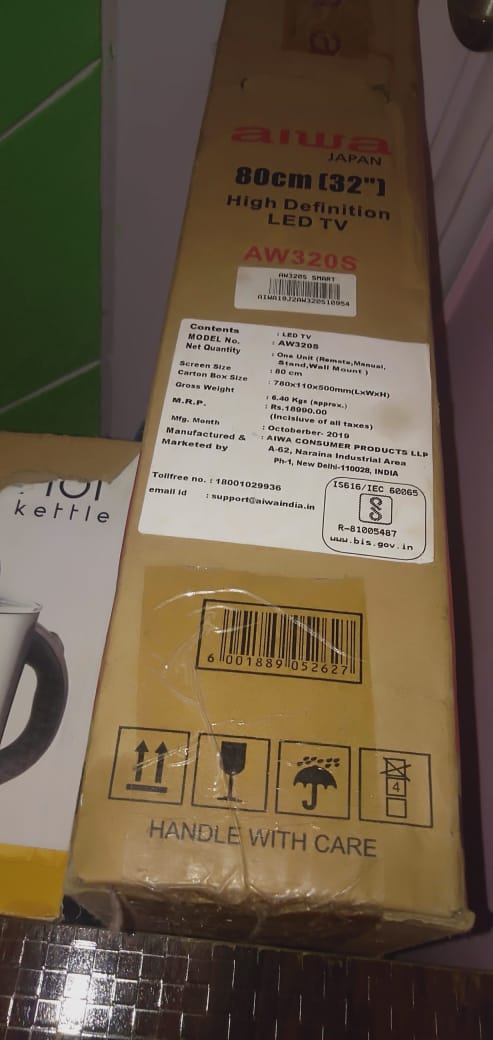 aiwa
JAPAN
80cm (32")
High Definition
LED TV
AW320S
AW320S SMART
AIWA19J2AW320S10954
Contents : LED TV
MODEL No. : AW320S
Net Quantity : One Unit (Remote,Manual, Stand,Wall Mount )
Screen Size : 80 cm
Carton Box Size : 780x110x500mm(LxWxH)
Gross Weight : 6.40 Kgs (approx.)
M.R.P. : Rs.18990.00
(Inclsiuve of all taxes)
Mfg. Month : Octoberber- 2019
Manufactured & Marketed by : AIWA CONSUMER PRODUCTS LLP
A-62, Naraina Industrial Area
Ph-1, New Delhi-110028, INDIA
Tollfree no. : 18001029936
email id : support@aiwaindia.in
IS616/IEC 60065
R-81005487
www.bis.gov.in
6 001889 052627
4
HANDLE WITH CARE
kettle